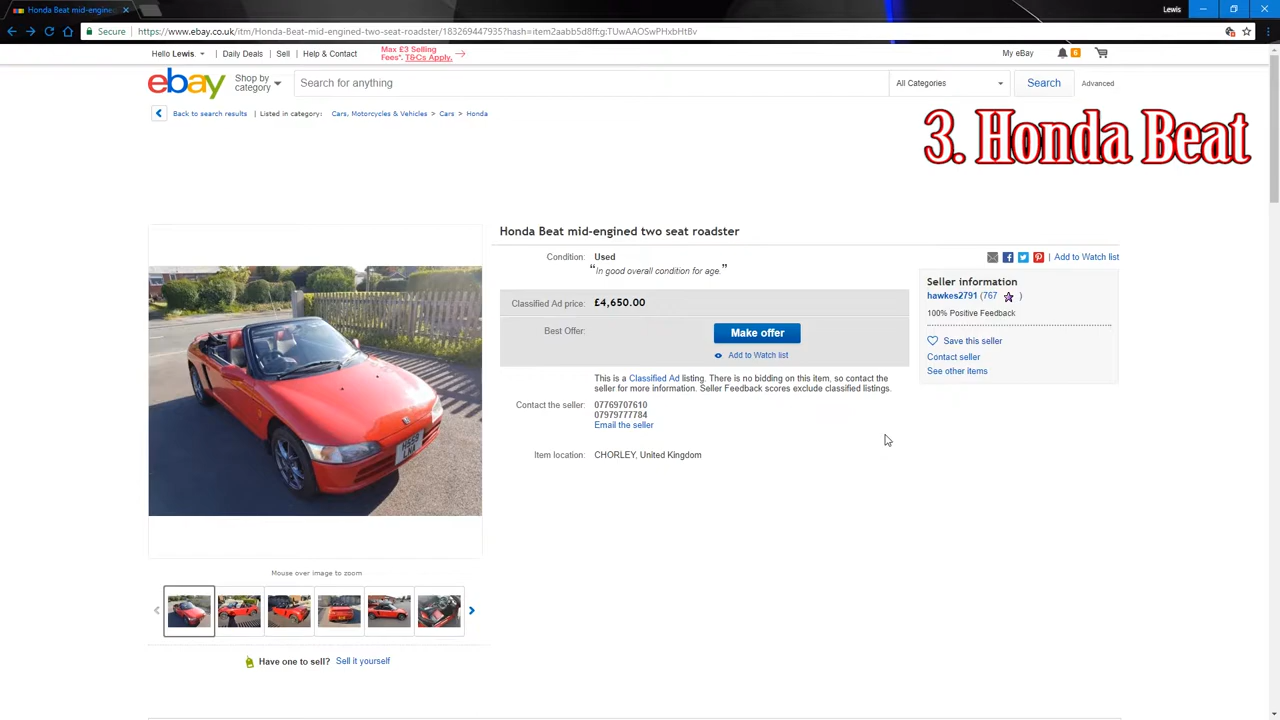 Honda Beat mid-engine
Lewis
Secure
https://www.ebay.co.uk/itm/Honda-Beat-mid-engined-two-seat-roadster/183269447935?hash=item2aabb5d8ff:g:TUwAAOSwPHxbHtBv
Hello Lewis.
Daily Deals
Sell
Help & Contact
Max £3 Selling
Fees*. T&Cs Apply.
My eBay
6
ebay
Shop by
category
Search for anything
All Categories
Search
Advanced
Back to search results
Listed in category:
Cars, Motorcycles & Vehicles > Cars > Honda
3. Honda Beat
Honda Beat mid-engined two seat roadster
Condition: Used
"In good overall condition for age."
Classified Ad price: £4,650.00
Best Offer:
Make offer
Add to Watch list
This is a Classified Ad listing. There is no bidding on this item, so contact the
seller for more information. Seller Feedback scores exclude classified listings.
Contact the seller: 07769707610
07979777784
Email the seller
Item location: CHORLEY, United Kingdom
| Add to Watch list
Seller information
hawkes2791 (767 )
100% Positive Feedback
Save this seller
Contact seller
See other items
Mouse over image to zoom
Have one to sell? Sell it yourself